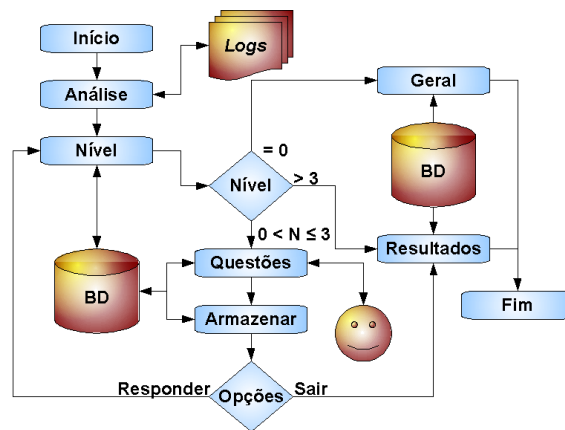 Início
Logs
Análise
Geral
Nível
= 0
BD
Nível
> 3
0 < N ≤ 3
Questões
Resultados
BD
Armazenar
Fim
Responder
Opções
Sair